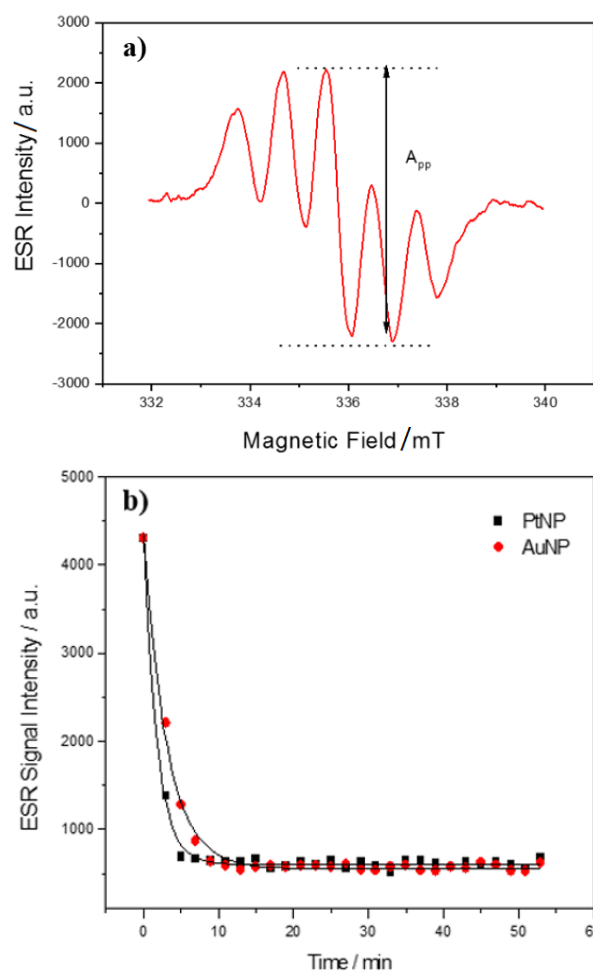 a)
3000
2000
1000
0
-1000
-2000
-3000
ESR Intensity/ a.u.
App
332 334 336 338 340
Magnetic Field /mT
b)
5000
4000
3000
2000
1000
ESR Signal Intensity / a.u.
PtNP
AuNP
0 10 20 30 40 50 60
Time / min